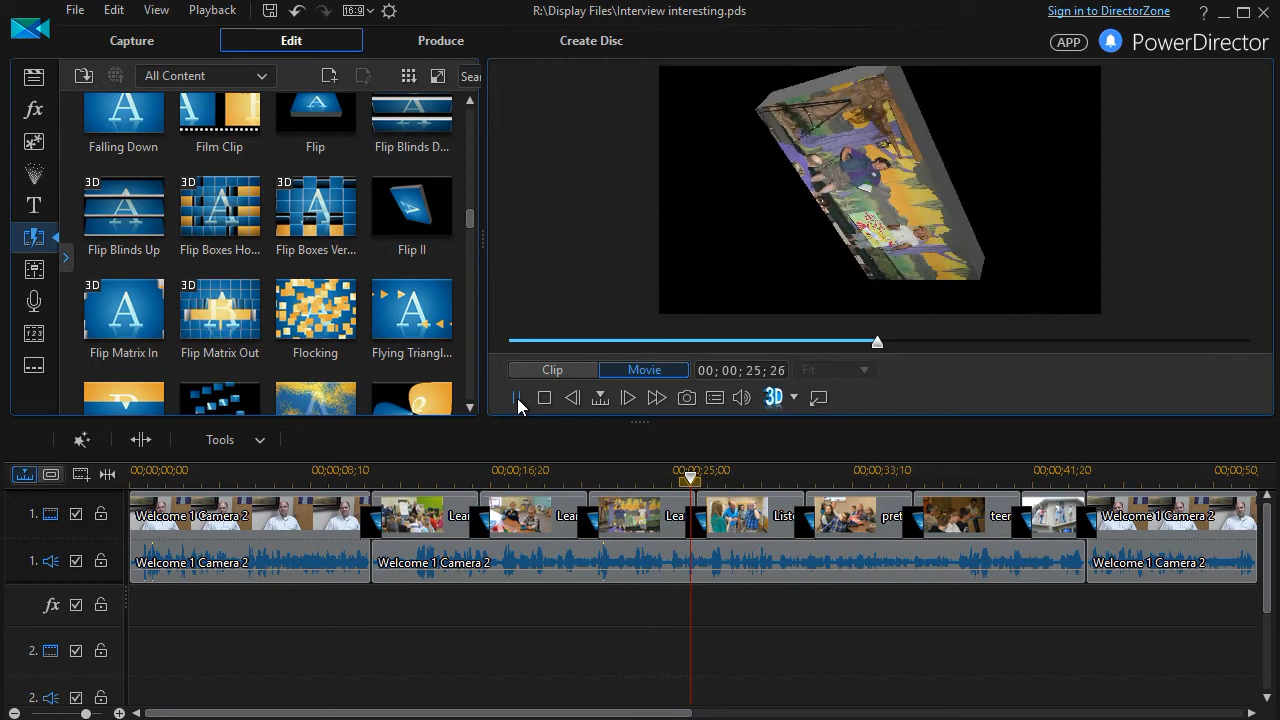 File Edit View Playback 16:9 R:\Display Files\Interview interesting.pds Sign in to DirectorZone ?
Capture Edit Produce Create Disc APP PowerDirector
All Content Sea
Falling Down Film Clip Flip Flip Blinds D...
3D 3D 3D
Flip Blinds Up Flip Boxes Ho... Flip Boxes Ver... Flip II
3D 3D
Flip Matrix In Flip Matrix Out Flocking Flying Triangl...
Clip Movie 00; 00; 25; 26 Fit
3D
Tools
00;00;00;00 00;00;08;10 00;00;16;20 00;00;25;00 00;00;33;10 00;00;41;20 00;00;50
1. Welcome 1 Camera 2 Lear Lear Lea List pret teer Welcome 1 Camera 2
1. Welcome 1 Camera 2 Welcome 1 Camera 2 Welcome 1 Camera 2
fx
2.
2.